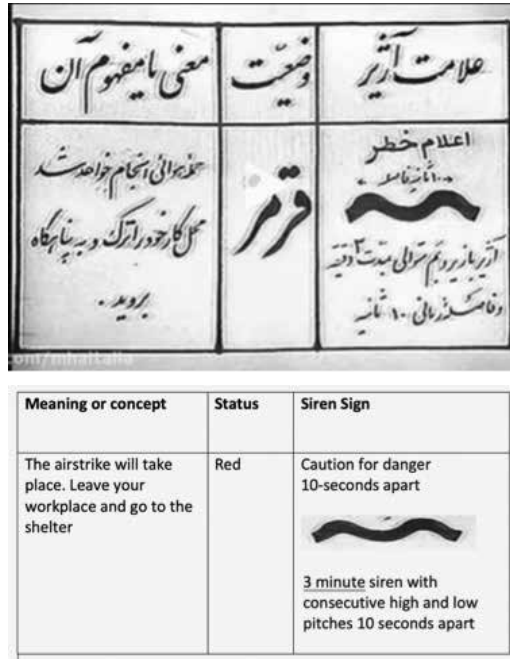 علامت آژیر
وضعیت
معنی یا مفهوم آن
اعلام خطر
۱۰ ثانیه فاصله
آژیر با زیر و بم متوالی بمدت ۳ دقیقه
و فاصله زمانی ۱۰ ثانیه
قرمز
حمله هوائی انجام خواهد شد
محل کار خود را ترک و به پناهگاه
بروید.
Meaning or concept
Status
Siren Sign
The airstrike will take
place. Leave your
workplace and go to the
shelter
Red
Caution for danger
10-seconds apart
3 minute siren with
consecutive high and low
pitches 10 seconds apart